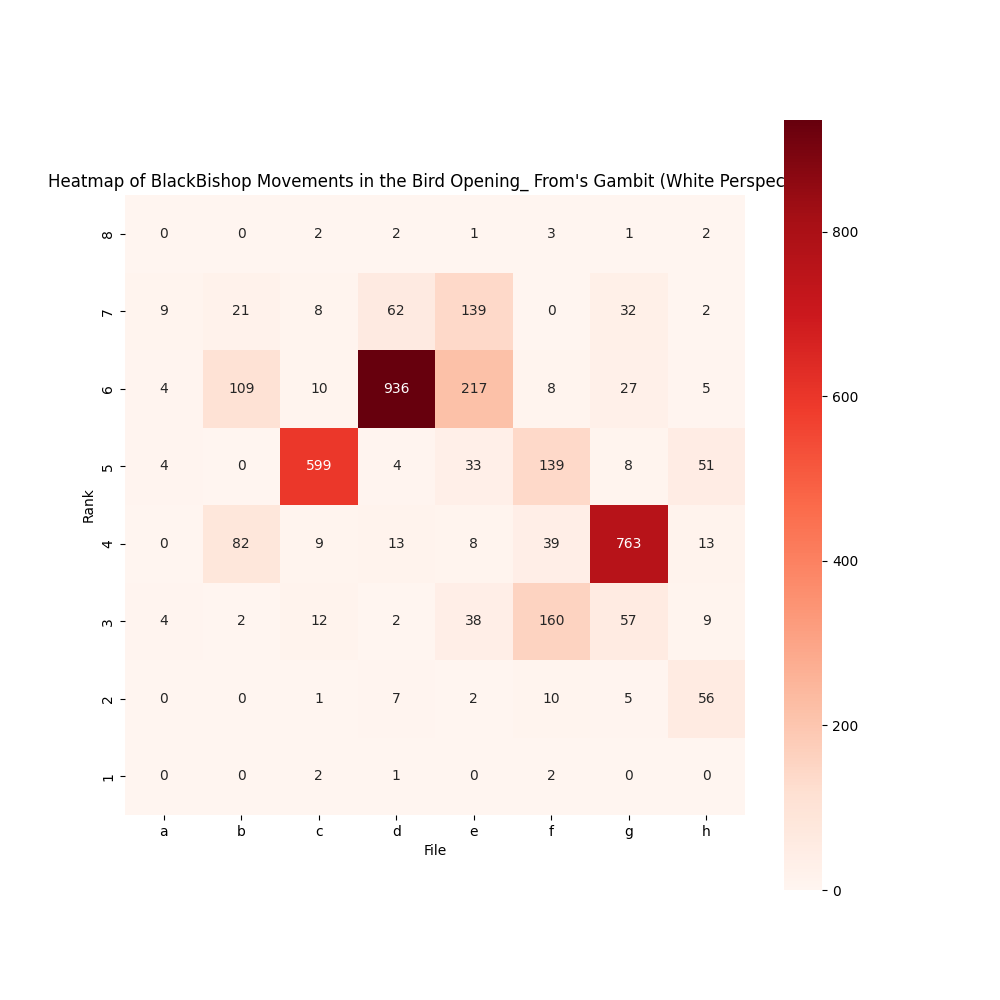 Heatmap of BlackBishop Movements in the Bird Opening_ From's Gambit (White Perspec
8 0 0 2 2 1 3 1 2
7 9 21 8 62 139 0 32 2
6 4 109 10 936 217 8 27 5
5 4 0 599 4 33 139 8 51
4 0 82 9 13 8 39 763 13
3 4 2 12 2 38 160 57 9
2 0 0 1 7 2 10 5 56
1 0 0 2 1 0 2 0 0
a b c d e f g h
File
Rank
800
600
400
200
0